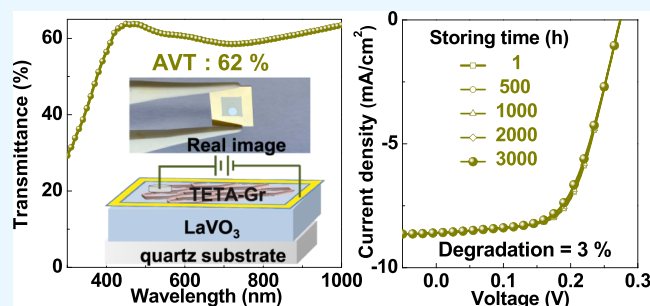 Transmittance (%)
60
40
20
0
AVT : 62 %
Real image
TETA-Gr
LaVO3
quartz substrate
400
600
800
1000
Wavelength (nm)
Current density (mA/cm2)
0
-5
-10
Storing time (h)
1
500
1000
2000
3000
Degradation = 3 %
0.0
0.1
0.2
0.3
Voltage (V)